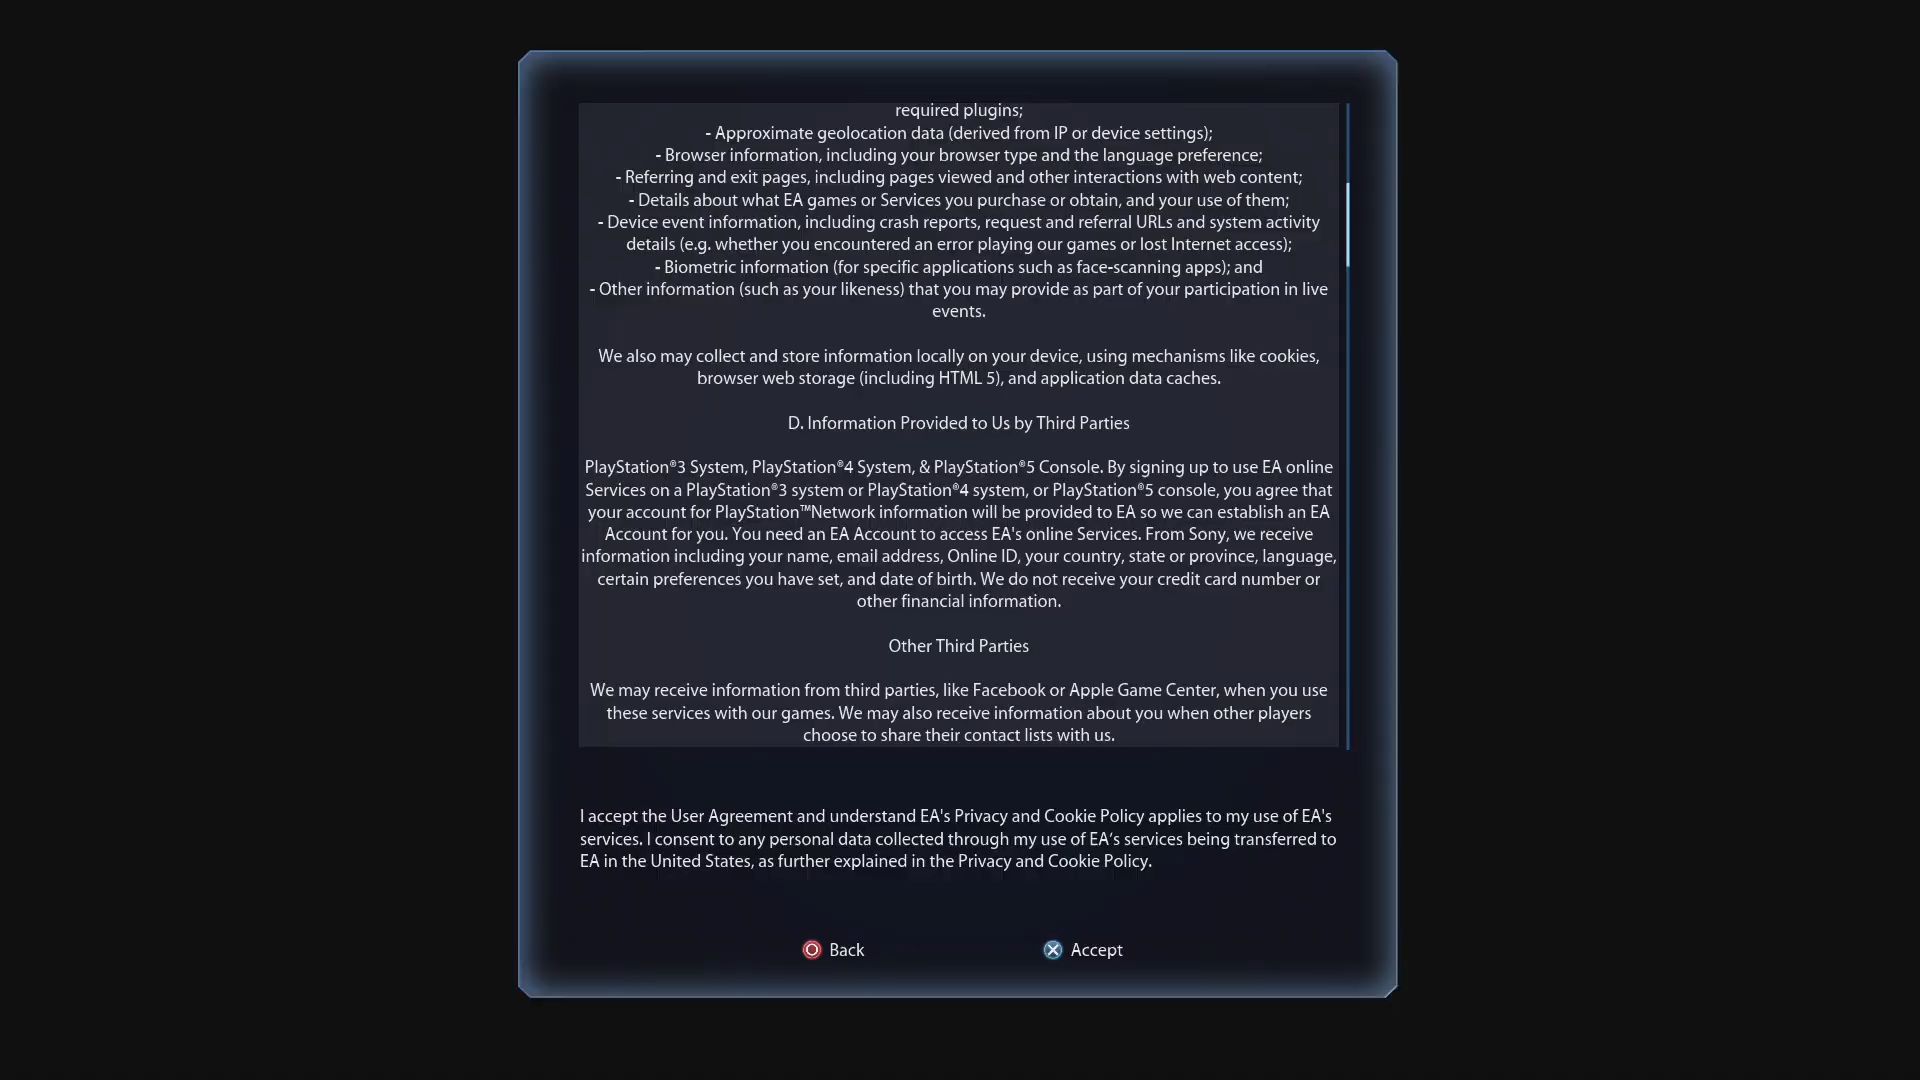 required plugins;
- Approximate geolocation data (derived from IP or device settings);
- Browser information, including your browser type and the language preference;
- Referring and exit pages, including pages viewed and other interactions with web content;
- Details about what EA games or Services you purchase or obtain, and your use of them;
- Device event information, including crash reports, request and referral URLs and system activity
details (e.g. whether you encountered an error playing our games or lost Internet access);
- Biometric information (for specific applications such as face-scanning apps); and
- Other information (such as your likeness) that you may provide as part of your participation in live
events.
We also may collect and store information locally on your device, using mechanisms like cookies,
browser web storage (including HTML 5), and application data caches.
D. Information Provided to Us by Third Parties
PlayStation®3 System, PlayStation®4 System, & PlayStation®5 Console. By signing up to use EA online
Services on a PlayStation®3 system or PlayStation®4 system, or PlayStation®5 console, you agree that
your account for PlayStation™Network information will be provided to EA so we can establish an EA
Account for you. You need an EA Account to access EA's online Services. From Sony, we receive
information including your name, email address, Online ID, your country, state or province, language,
certain preferences you have set, and date of birth. We do not receive your credit card number or
other financial information.
Other Third Parties
We may receive information from third parties, like Facebook or Apple Game Center, when you use
these services with our games. We may also receive information about you when other players
choose to share their contact lists with us.
I accept the User Agreement and understand EA's Privacy and Cookie Policy applies to my use of EA's
services. I consent to any personal data collected through my use of EA’s services being transferred to
EA in the United States, as further explained in the Privacy and Cookie Policy.
Back
Accept